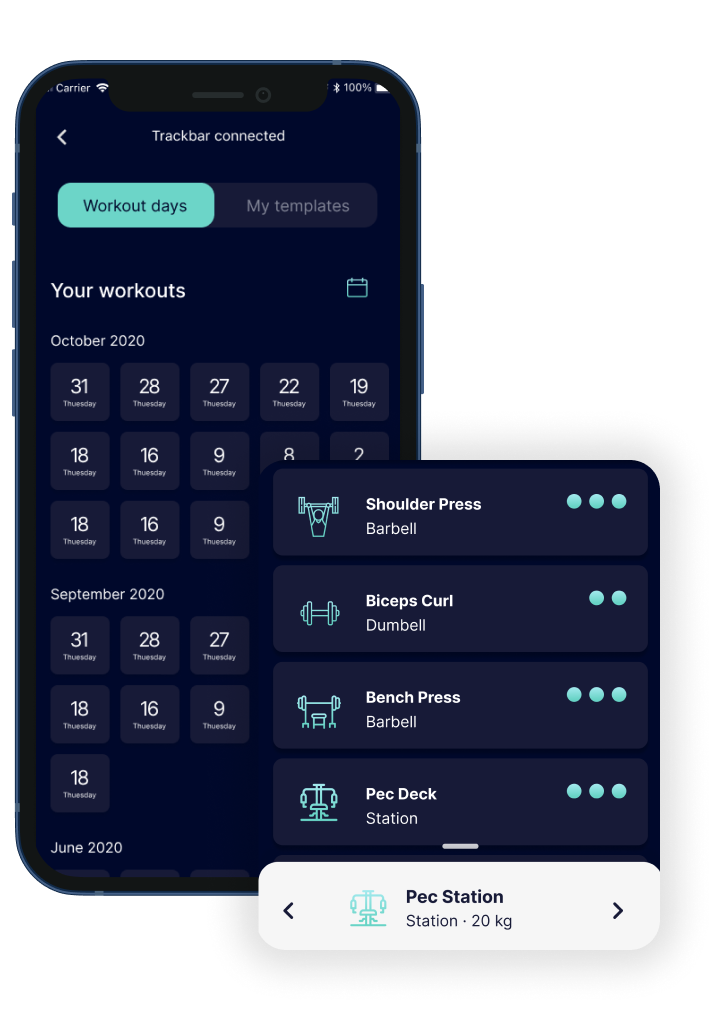 Carrier 100%
Trackbar connected
Workout days My templates
Your workouts
October 2020
31 28 27 22 19
Thuesday Thuesday Thuesday Thuesday Thuesday
18 16 9 8 2
Thuesday Thuesday Thuesday
18 16 9
Thuesday Thuesday Thuesday
September 2020
31 28 27
Thuesday Thuesday Thuesday
18 16 9
Thuesday Thuesday Thuesday
18
Thuesday
June 2020
Shoulder Press
Barbell
Biceps Curl
Dumbell
Bench Press
Barbell
Pec Deck
Station
Pec Station
Station · 20 kg